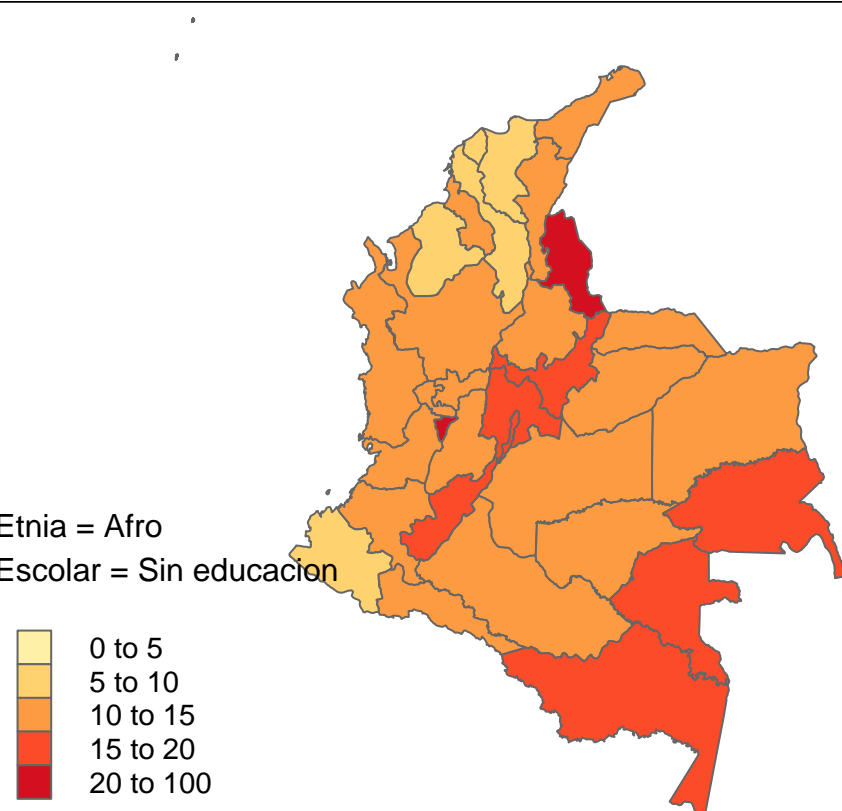 Etnia = Afro
Escolar = Sin educacion
0 to 5
5 to 10
10 to 15
15 to 20
20 to 100